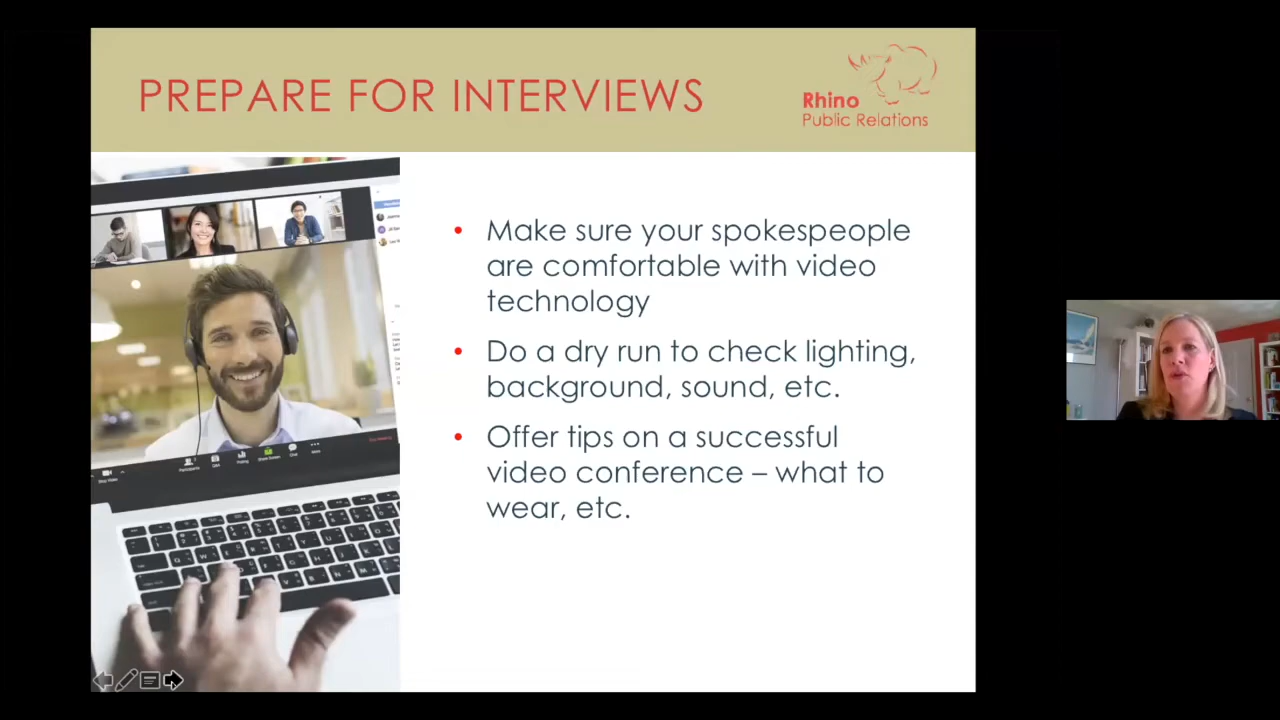 PREPARE FOR INTERVIEWS
Rhino
Public Relations
• Make sure your spokespeople
are comfortable with video
technology
• Do a dry run to check lighting,
background, sound, etc.
• Offer tips on a successful
video conference – what to
wear, etc.